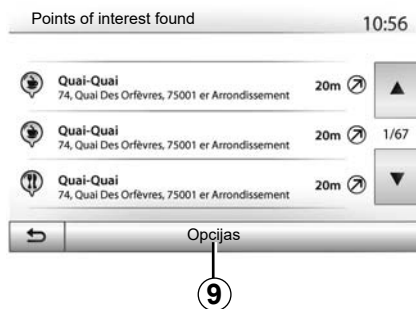 Points of interest found 10:56
Quai-Quai
74, Quai Des Orfèvres, 75001 er Arrondissement
20m
Quai-Quai
74, Quai Des Orfèvres, 75001 er Arrondissement
20m
1/67
Quai-Quai
74, Quai Des Orfèvres, 75001 er Arrondissement
20m
Opcijas
9